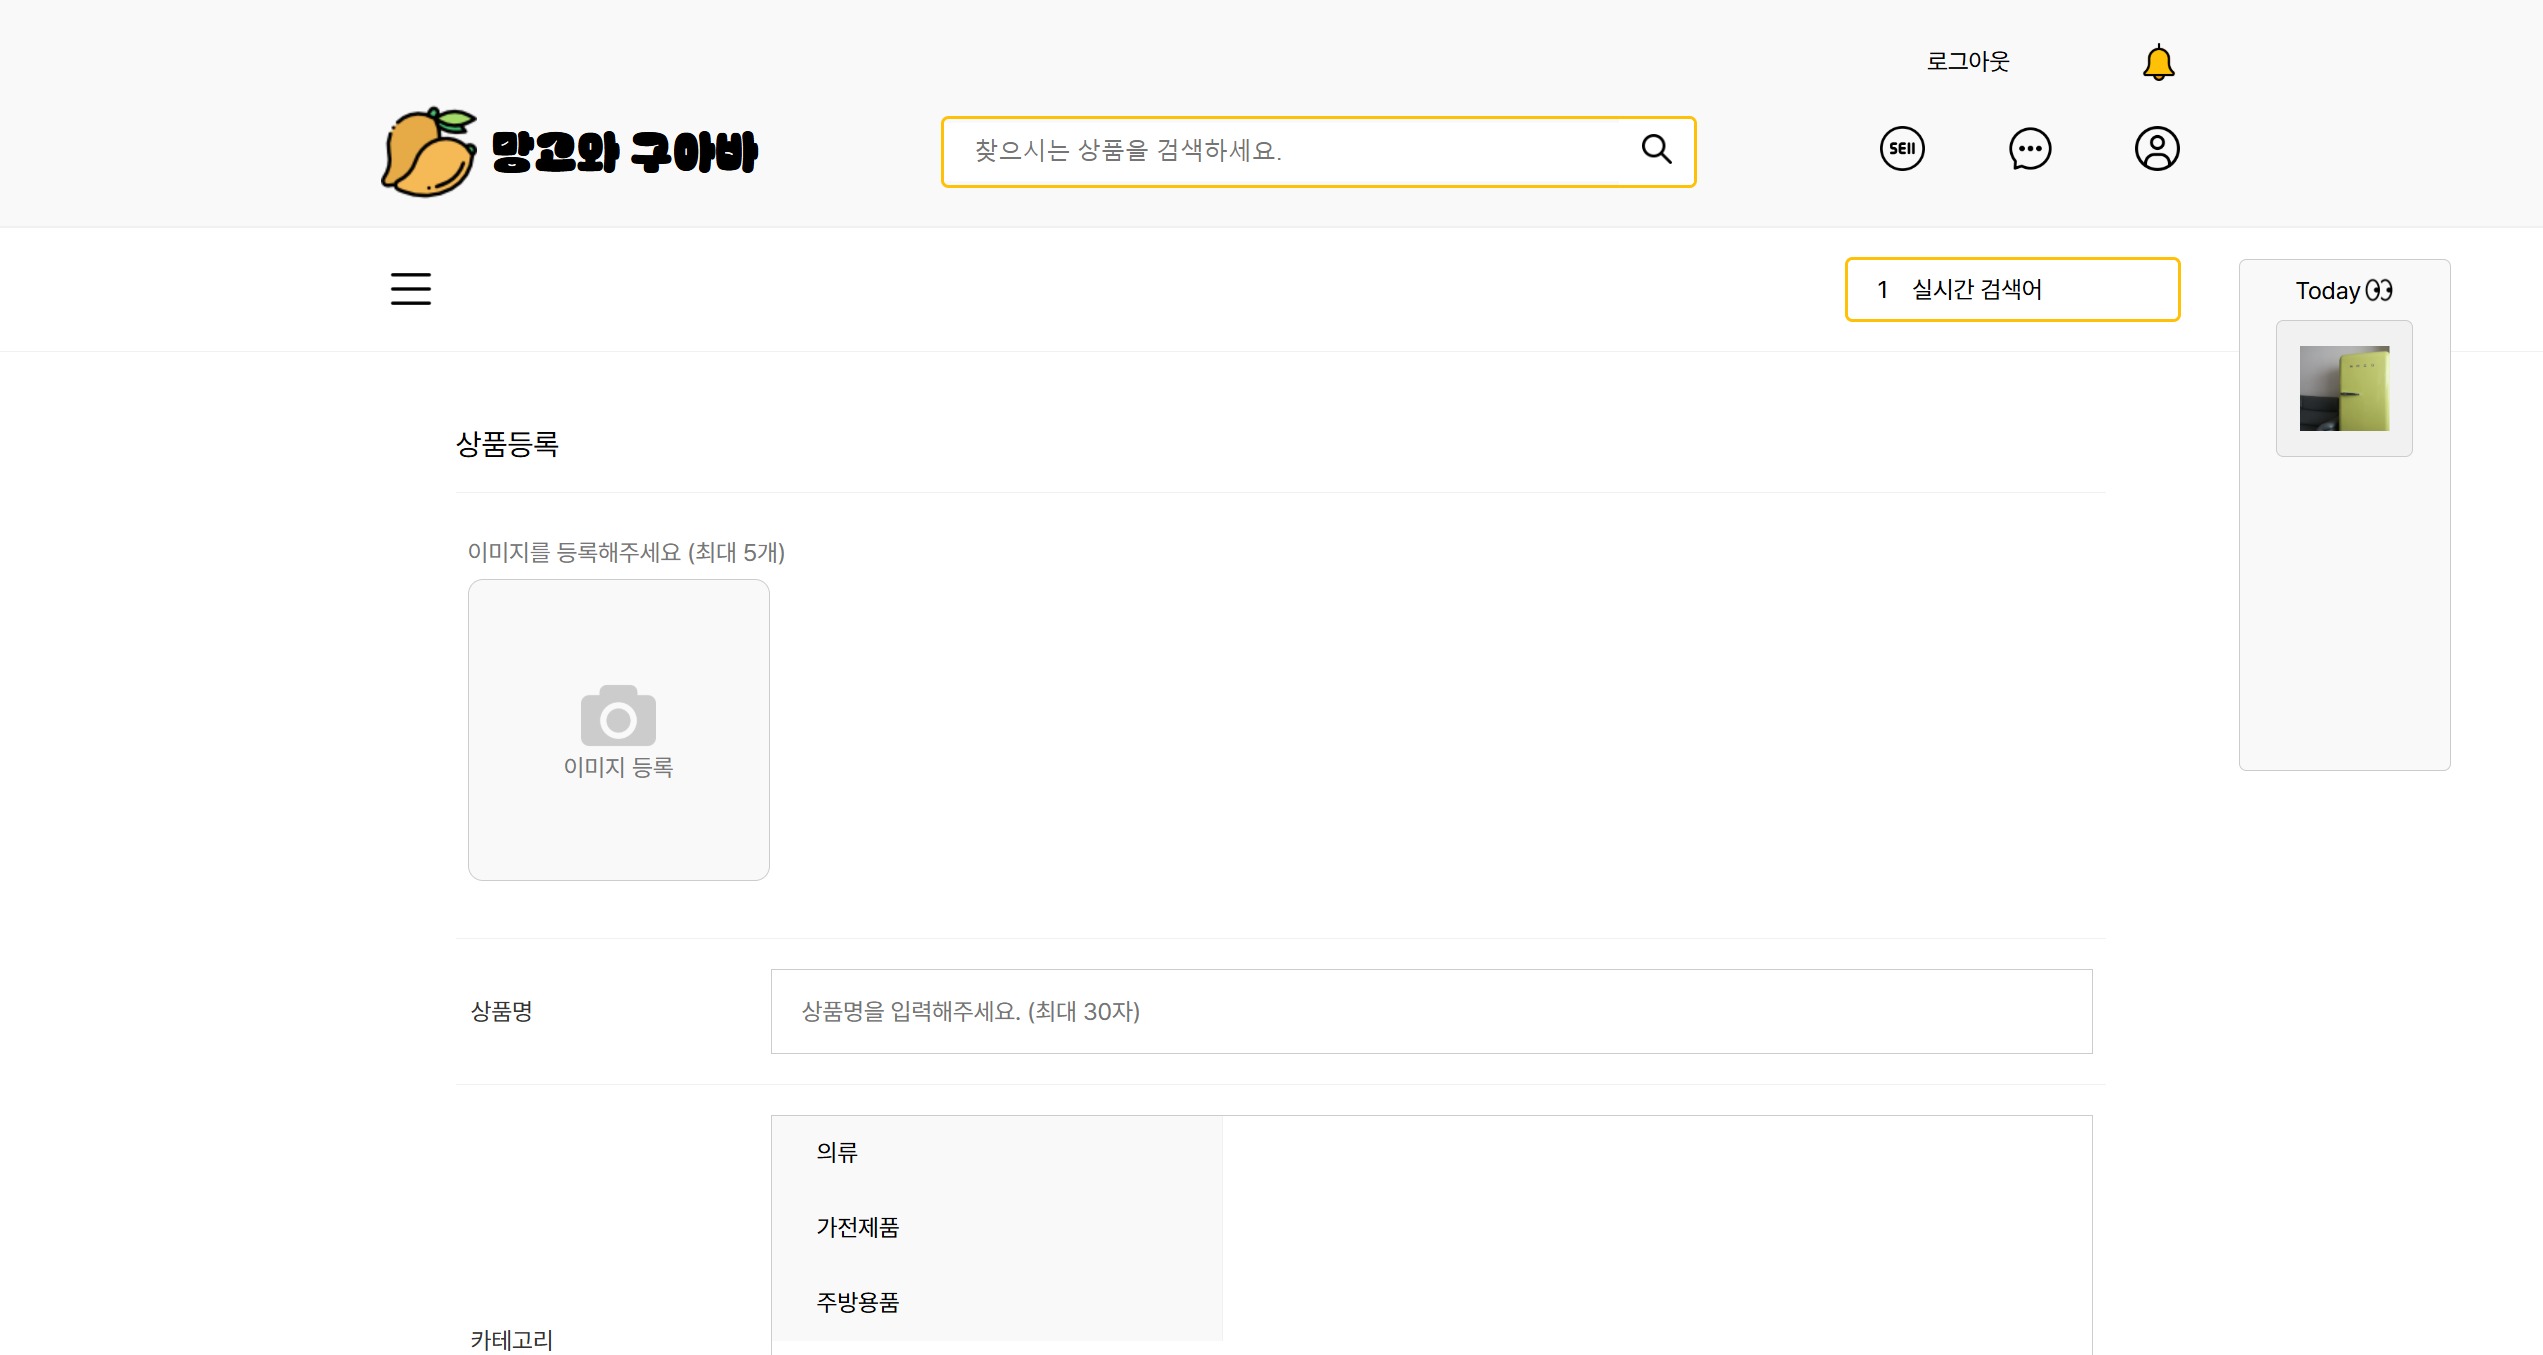 로그아웃
망고와 구아바
찾으시는 상품을 검색하세요.
SEll
1 실시간 검색어
Today
상품등록
이미지를 등록해주세요 (최대 5개)
이미지 등록
상품명
상품명을 입력해주세요. (최대 30자)
의류
가전제품
주방용품
카테고리